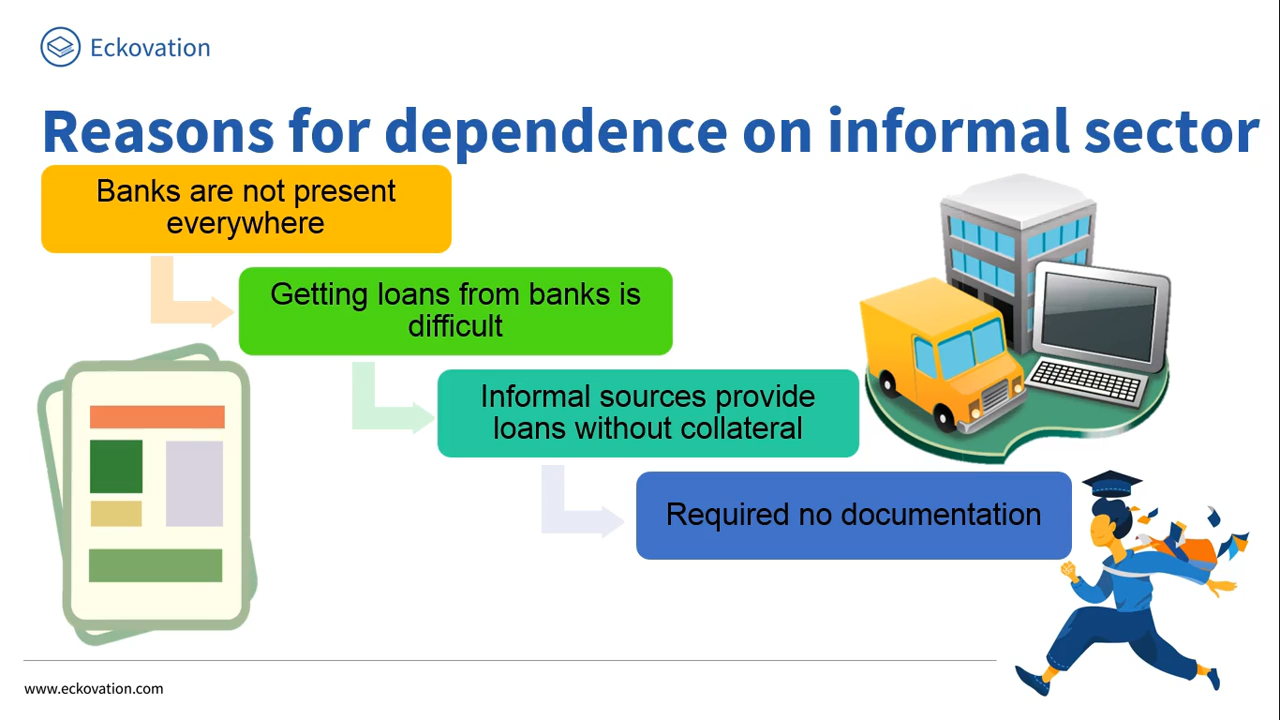 Eckovation
Reasons for dependence on informal sector
Banks are not present
everywhere
Getting loans from banks is
difficult
Informal sources provide
loans without collateral
Required no documentation
www.eckovation.com